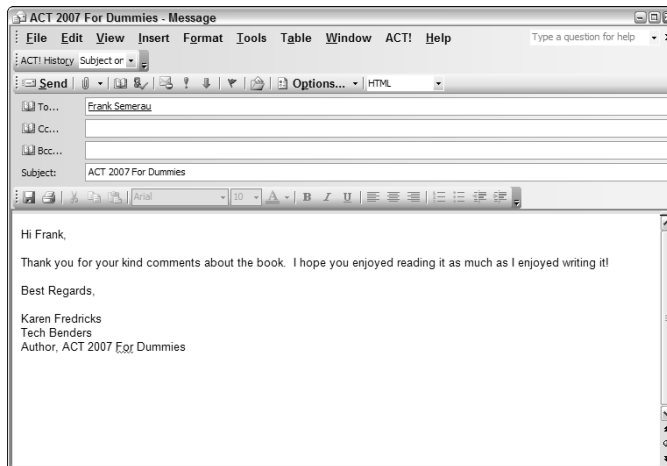 ACT 2007 For Dummies - Message
File Edit View Insert Format Tools Table Window ACT! Help Type a question for help
ACT! History Subject or
Send Options... HTML
To... Frank Semerau
Cc...
Bcc...
Subject: ACT 2007 For Dummies
Arial 10 A B I U
Hi Frank,
Thank you for your kind comments about the book. I hope you enjoyed reading it as much as I enjoyed writing it!
Best Regards,
Karen Fredricks
Tech Benders
Author, ACT 2007 For Dummies